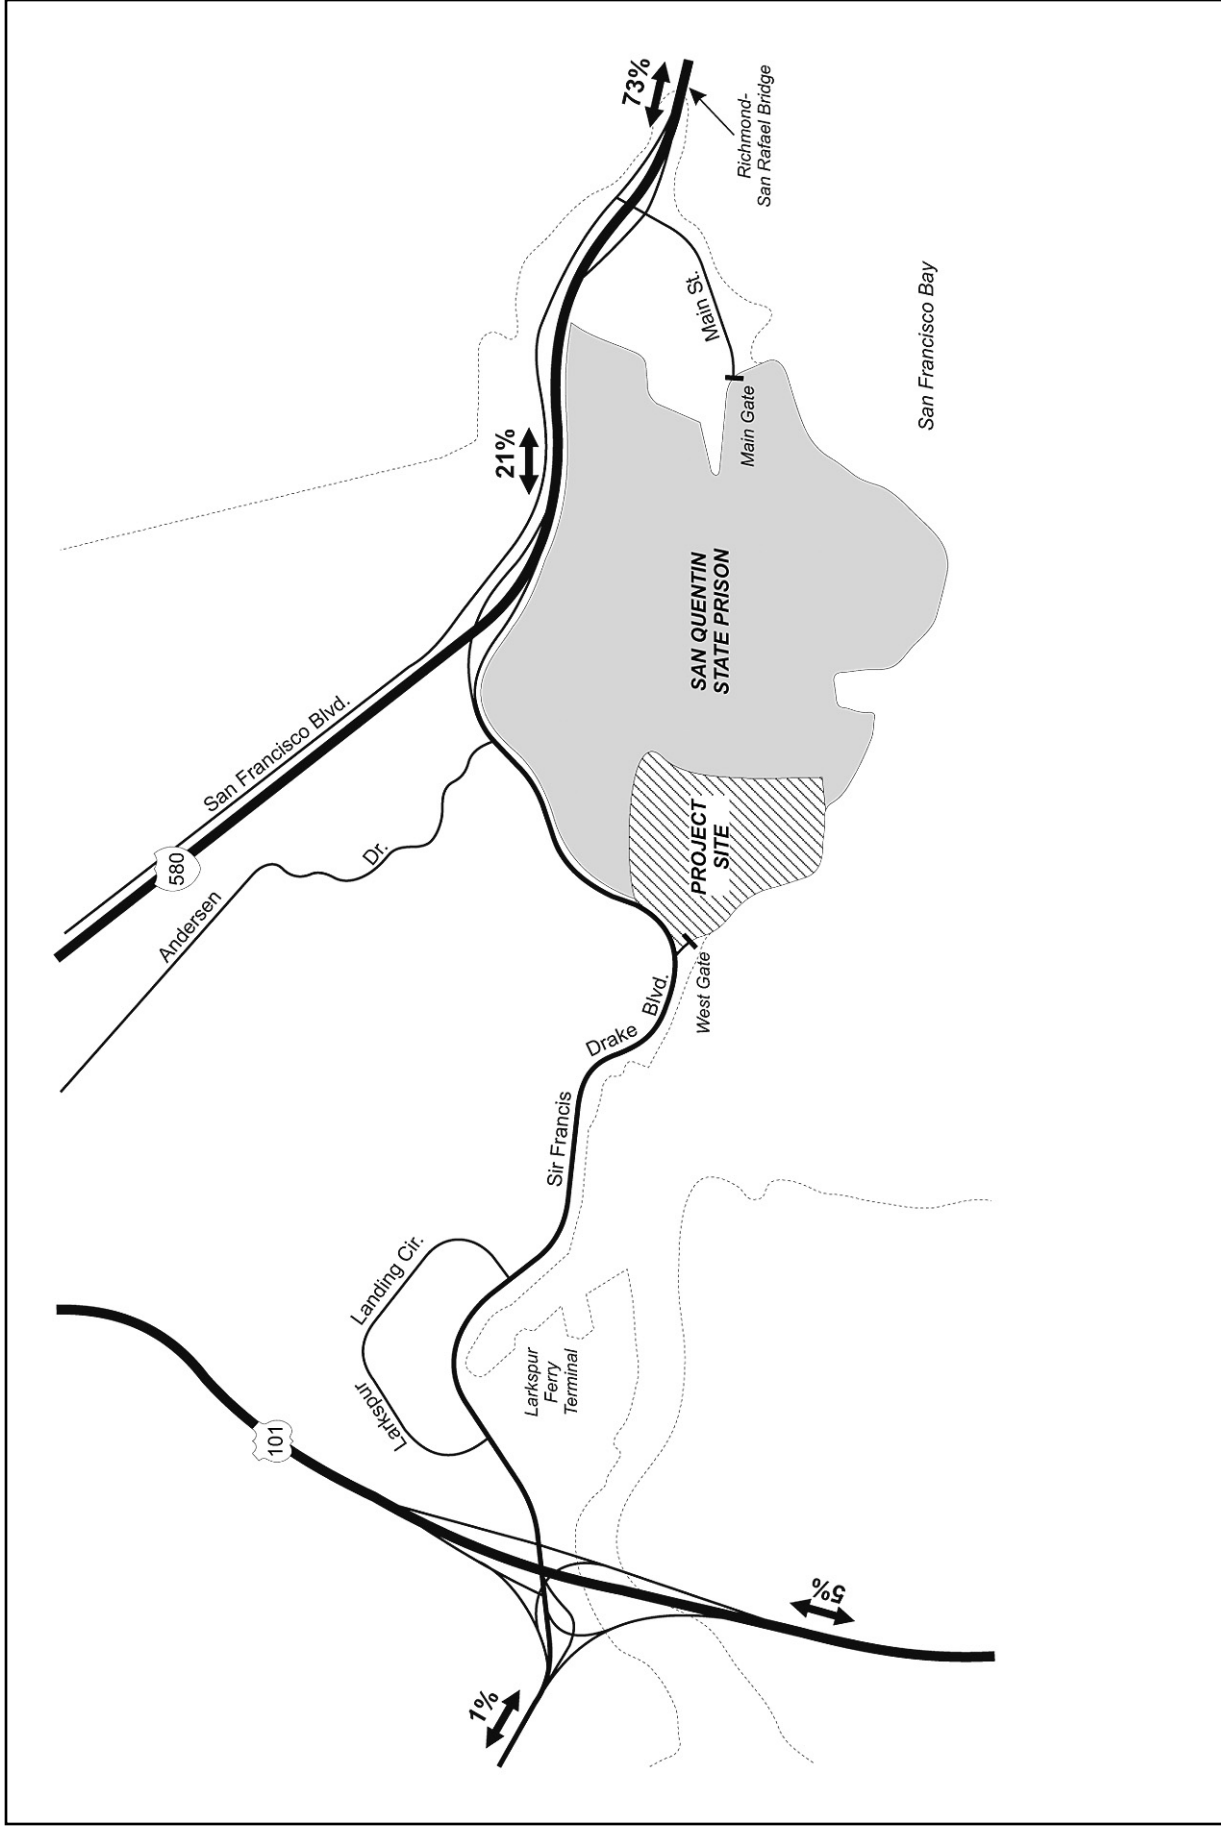 73%
Richmond-
San Rafael Bridge
Main St.
Main Gate
San Francisco Bay
21%
SAN QUENTIN
STATE PRISON
San Francisco Blvd.
580
Andersen
Dr.
PROJECT
SITE
West Gate
Sir Francis
Drake
Blvd.
Larkspur
Landing Cir.
Larkspur
Ferry
Terminal
101
5%
1%